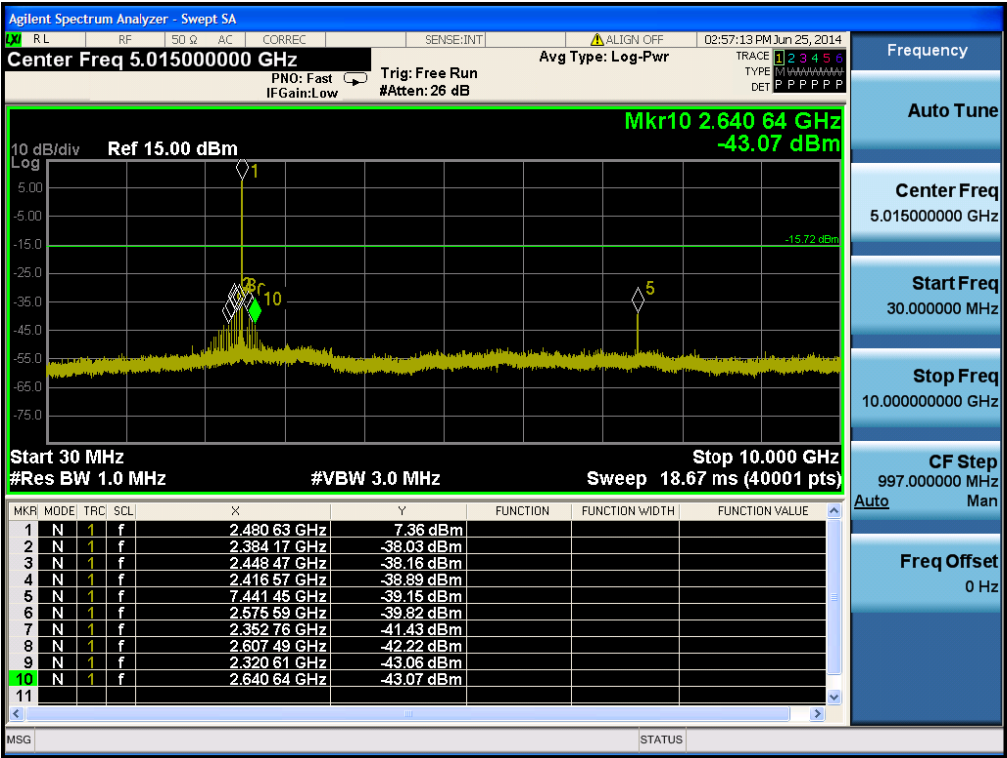 Agilent Spectrum Analyzer - Swept SA
LXI RL RF 50 Ω AC CORREC SENSE:INT ALIGN OFF 02:57:13 PM Jun 25, 2014
Center Freq 5.015000000 GHz
PNO: Fast
IFGain:Low
Trig: Free Run
#Atten: 26 dB
Avg Type: Log-Pwr
TRACE 1 2 3 4 5 6
TYPE M
DET P P P P P P
Mkr10 2.640 64 GHz
-43.07 dBm
10 dB/div Ref 15.00 dBm
Log
5.00
-5.00
-15.0
-25.0
-35.0
-45.0
-55.0
-65.0
-75.0
1
-15.72 dBm
10
5
Start 30 MHz Stop 10.000 GHz
#Res BW 1.0 MHz #VBW 3.0 MHz Sweep 18.67 ms (40001 pts)
MKR MODE TRC SCL X Y FUNCTION FUNCTION WIDTH FUNCTION VALUE
1 N 1 f 2.480 63 GHz 7.36 dBm
2 N 1 f 2.384 17 GHz -38.03 dBm
3 N 1 f 2.448 47 GHz -38.16 dBm
4 N 1 f 2.416 57 GHz -38.89 dBm
5 N 1 f 7.441 45 GHz -39.15 dBm
6 N 1 f 2.575 59 GHz -39.82 dBm
7 N 1 f 2.352 76 GHz -41.43 dBm
8 N 1 f 2.607 49 GHz -42.22 dBm
9 N 1 f 2.320 61 GHz -43.06 dBm
10 N 1 f 2.640 64 GHz -43.07 dBm
11
MSG STATUS
Frequency
Auto Tune
Center Freq
5.015000000 GHz
Start Freq
30.000000 MHz
Stop Freq
10.000000000 GHz
CF Step
997.000000 MHz
Auto Man
Freq Offset
0 Hz